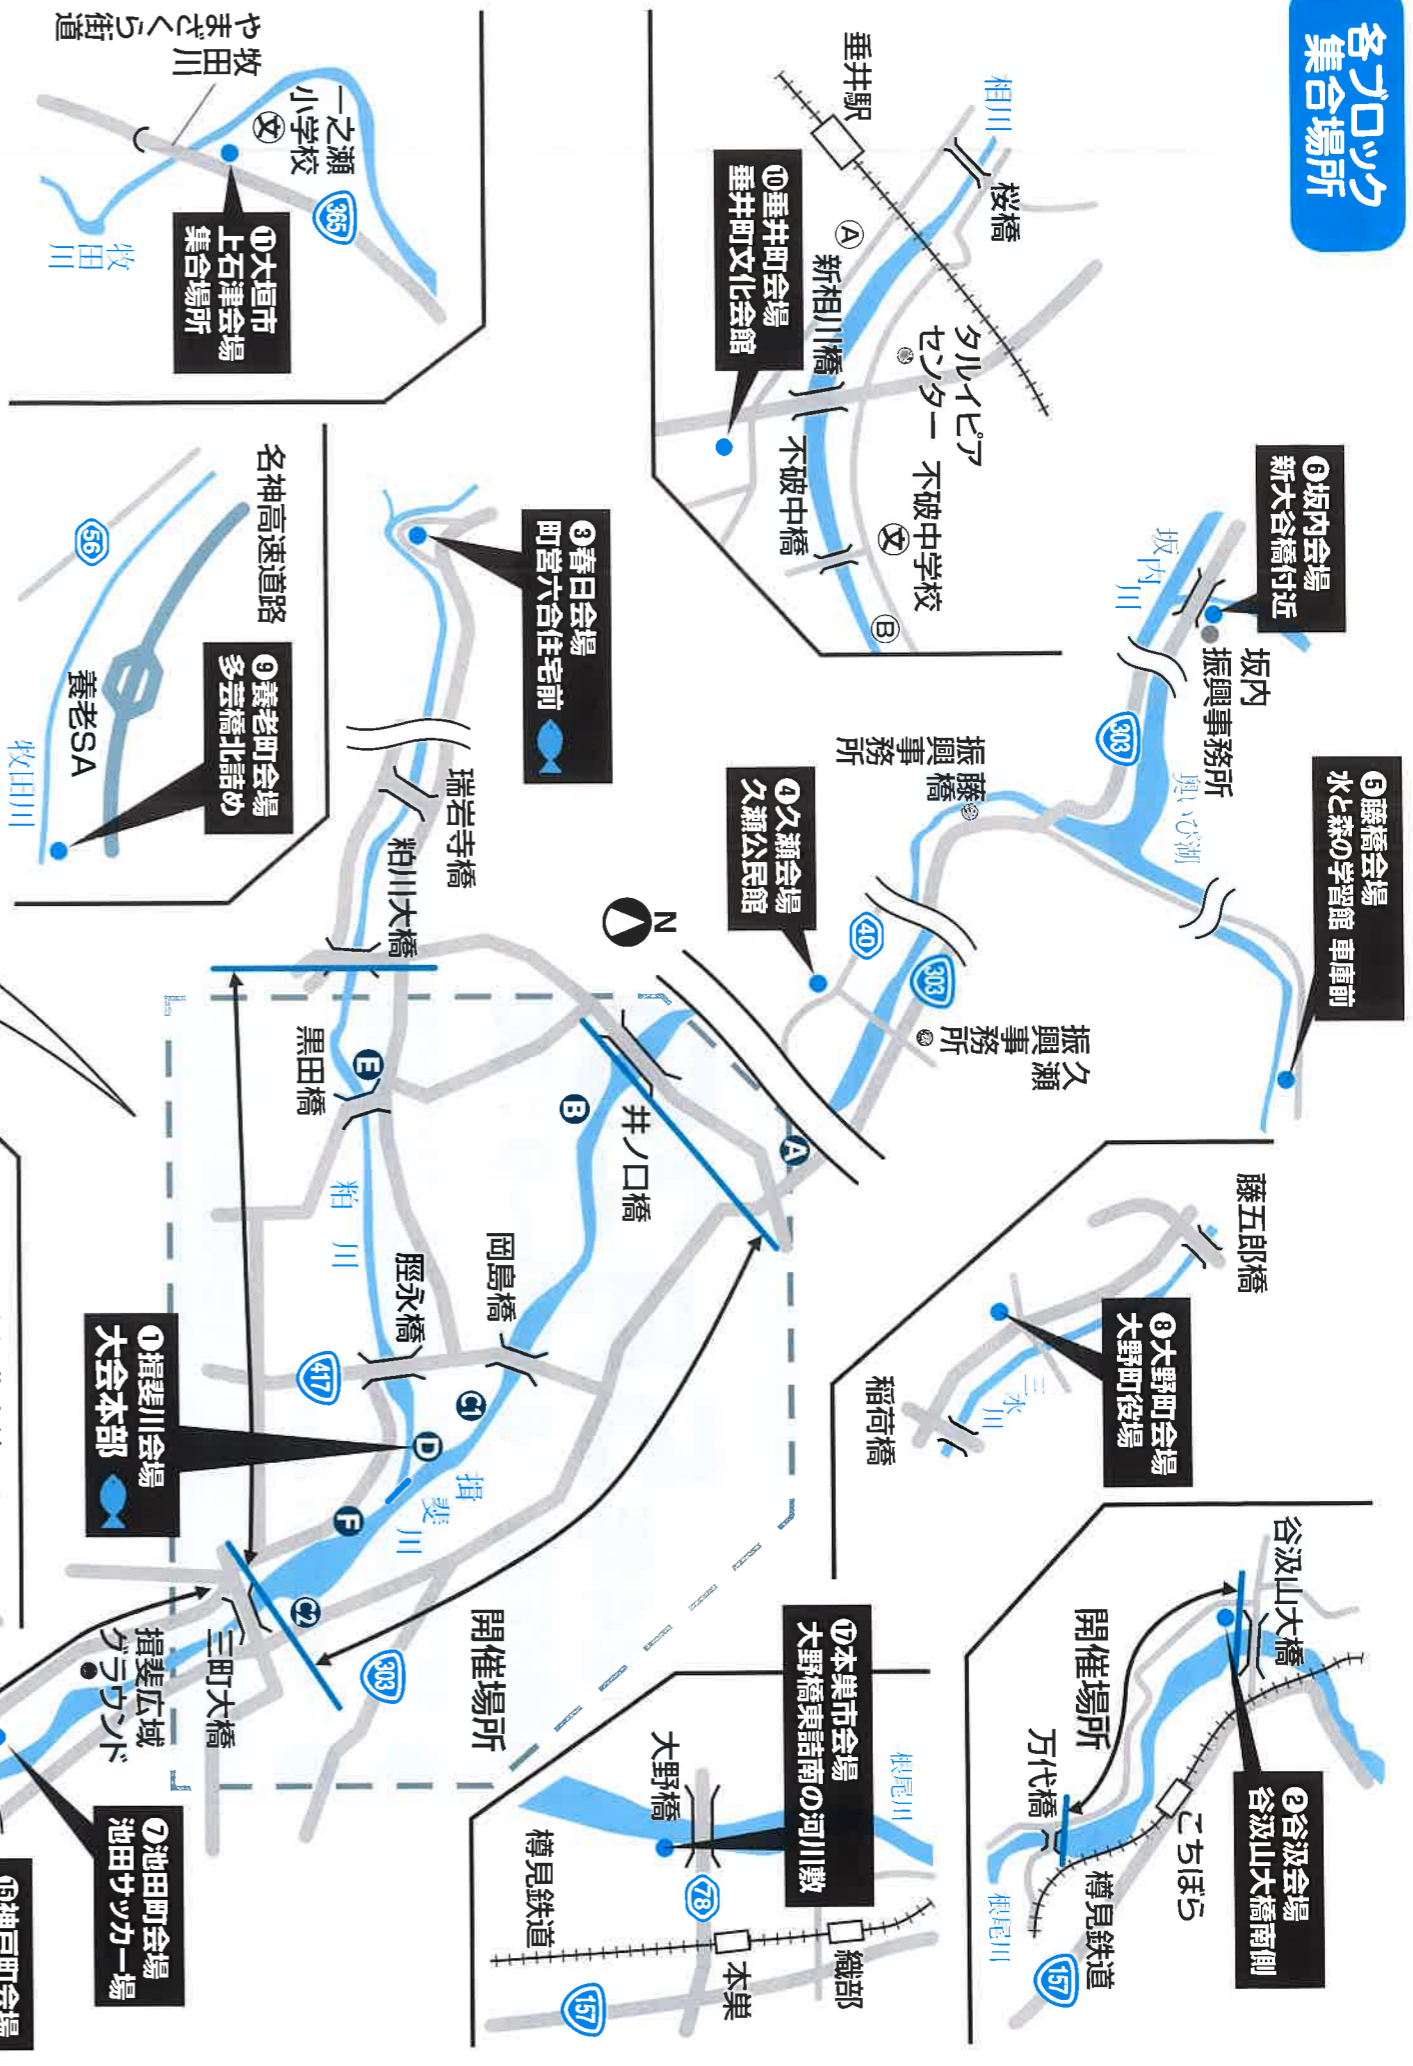 各ブロック
集合場所
⑥坂内会場
新大谷橋付近
坂内川
坂内
振興事務所
303
奥いび湖
⑤藤橋会場
水と森の学習館 車庫前
藤橋
振興事務所
④久瀬会場
久瀬公民館
40
303
久瀬
振興事務所
相川
桜橋
垂井駅
Ⓐ
新相川橋
タルイピア
センター
⑩垂井町会場
垂井町文化会館
不破中橋
不破中学校
文
Ⓑ
牧田川
やまざくら街道
一之瀬
小学校
文
365
⑪大垣市
上石津会場
集合場所
牧田川
③春日会場
町営六合住宅前
瑞岩寺橋
粕川大橋
名神高速道路
56
養老SA
⑨養老町会場
多芸橋北詰め
牧田川
N
藤五郎橋
⑧大野町会場
大野町役場
三水川
稲荷橋
谷汲山大橋
開催場所
万代橋
こちぼら
②谷汲会場
谷汲山大橋南側
樽見鉄道
根尾川
157
A
B
井ノ口橋
E
黒田橋
粕川
岡島橋
脛永橋
417
C1
D
揖斐川
F
C2
①揖斐川会場
大会本部
三町大橋
303
開催場所
揖斐広域
グラウンド
⑦池田町会場
池田サッカー場
⑮神戸町会場
⑰本巣市会場
大野橋東詰南の河川敷
根尾川
大野橋
78
樽見鉄道
織部
本巣
157